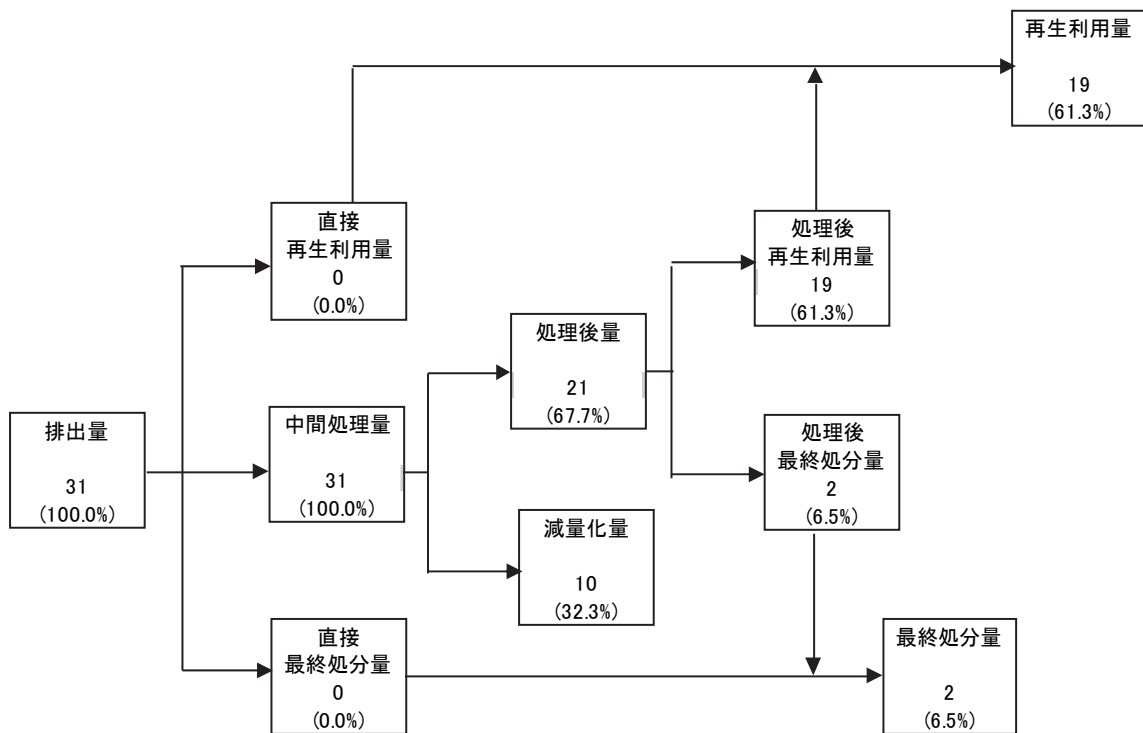 再生利用量
19
(61.3%)
直接
再生利用量
0
(0.0%)
処理後
再生利用量
19
(61.3%)
処理後量
21
(67.7%)
排出量
31
(100.0%)
中間処理量
31
(100.0%)
処理後
最終処分量
2
(6.5%)
減量化量
10
(32.3%)
直接
最終処分量
0
(0.0%)
最終処分量
2
(6.5%)